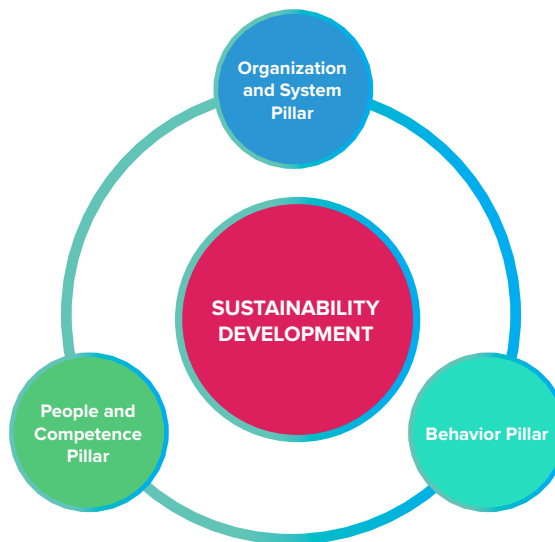 Organization
and System
Pillar
SUSTAINABILITY
DEVELOPMENT
People and
Competence
Pillar
Behavior Pillar